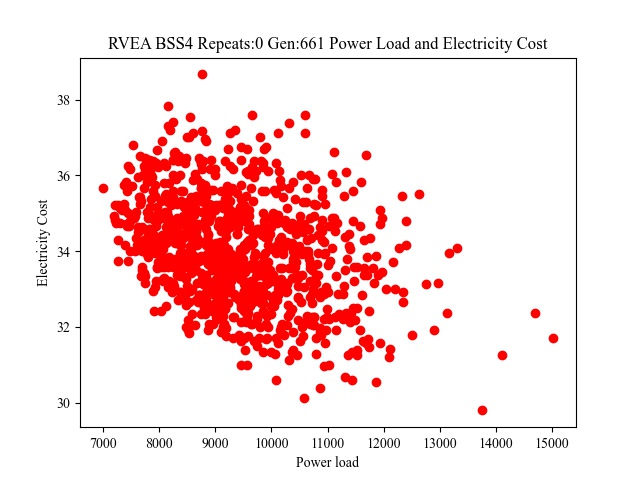 RVEA BSS4 Repeats:0 Gen:661 Power Load and Electricity Cost
Electricity Cost
38
36
34
32
30
7000 8000 9000 10000 11000 12000 13000 14000 15000
Power load